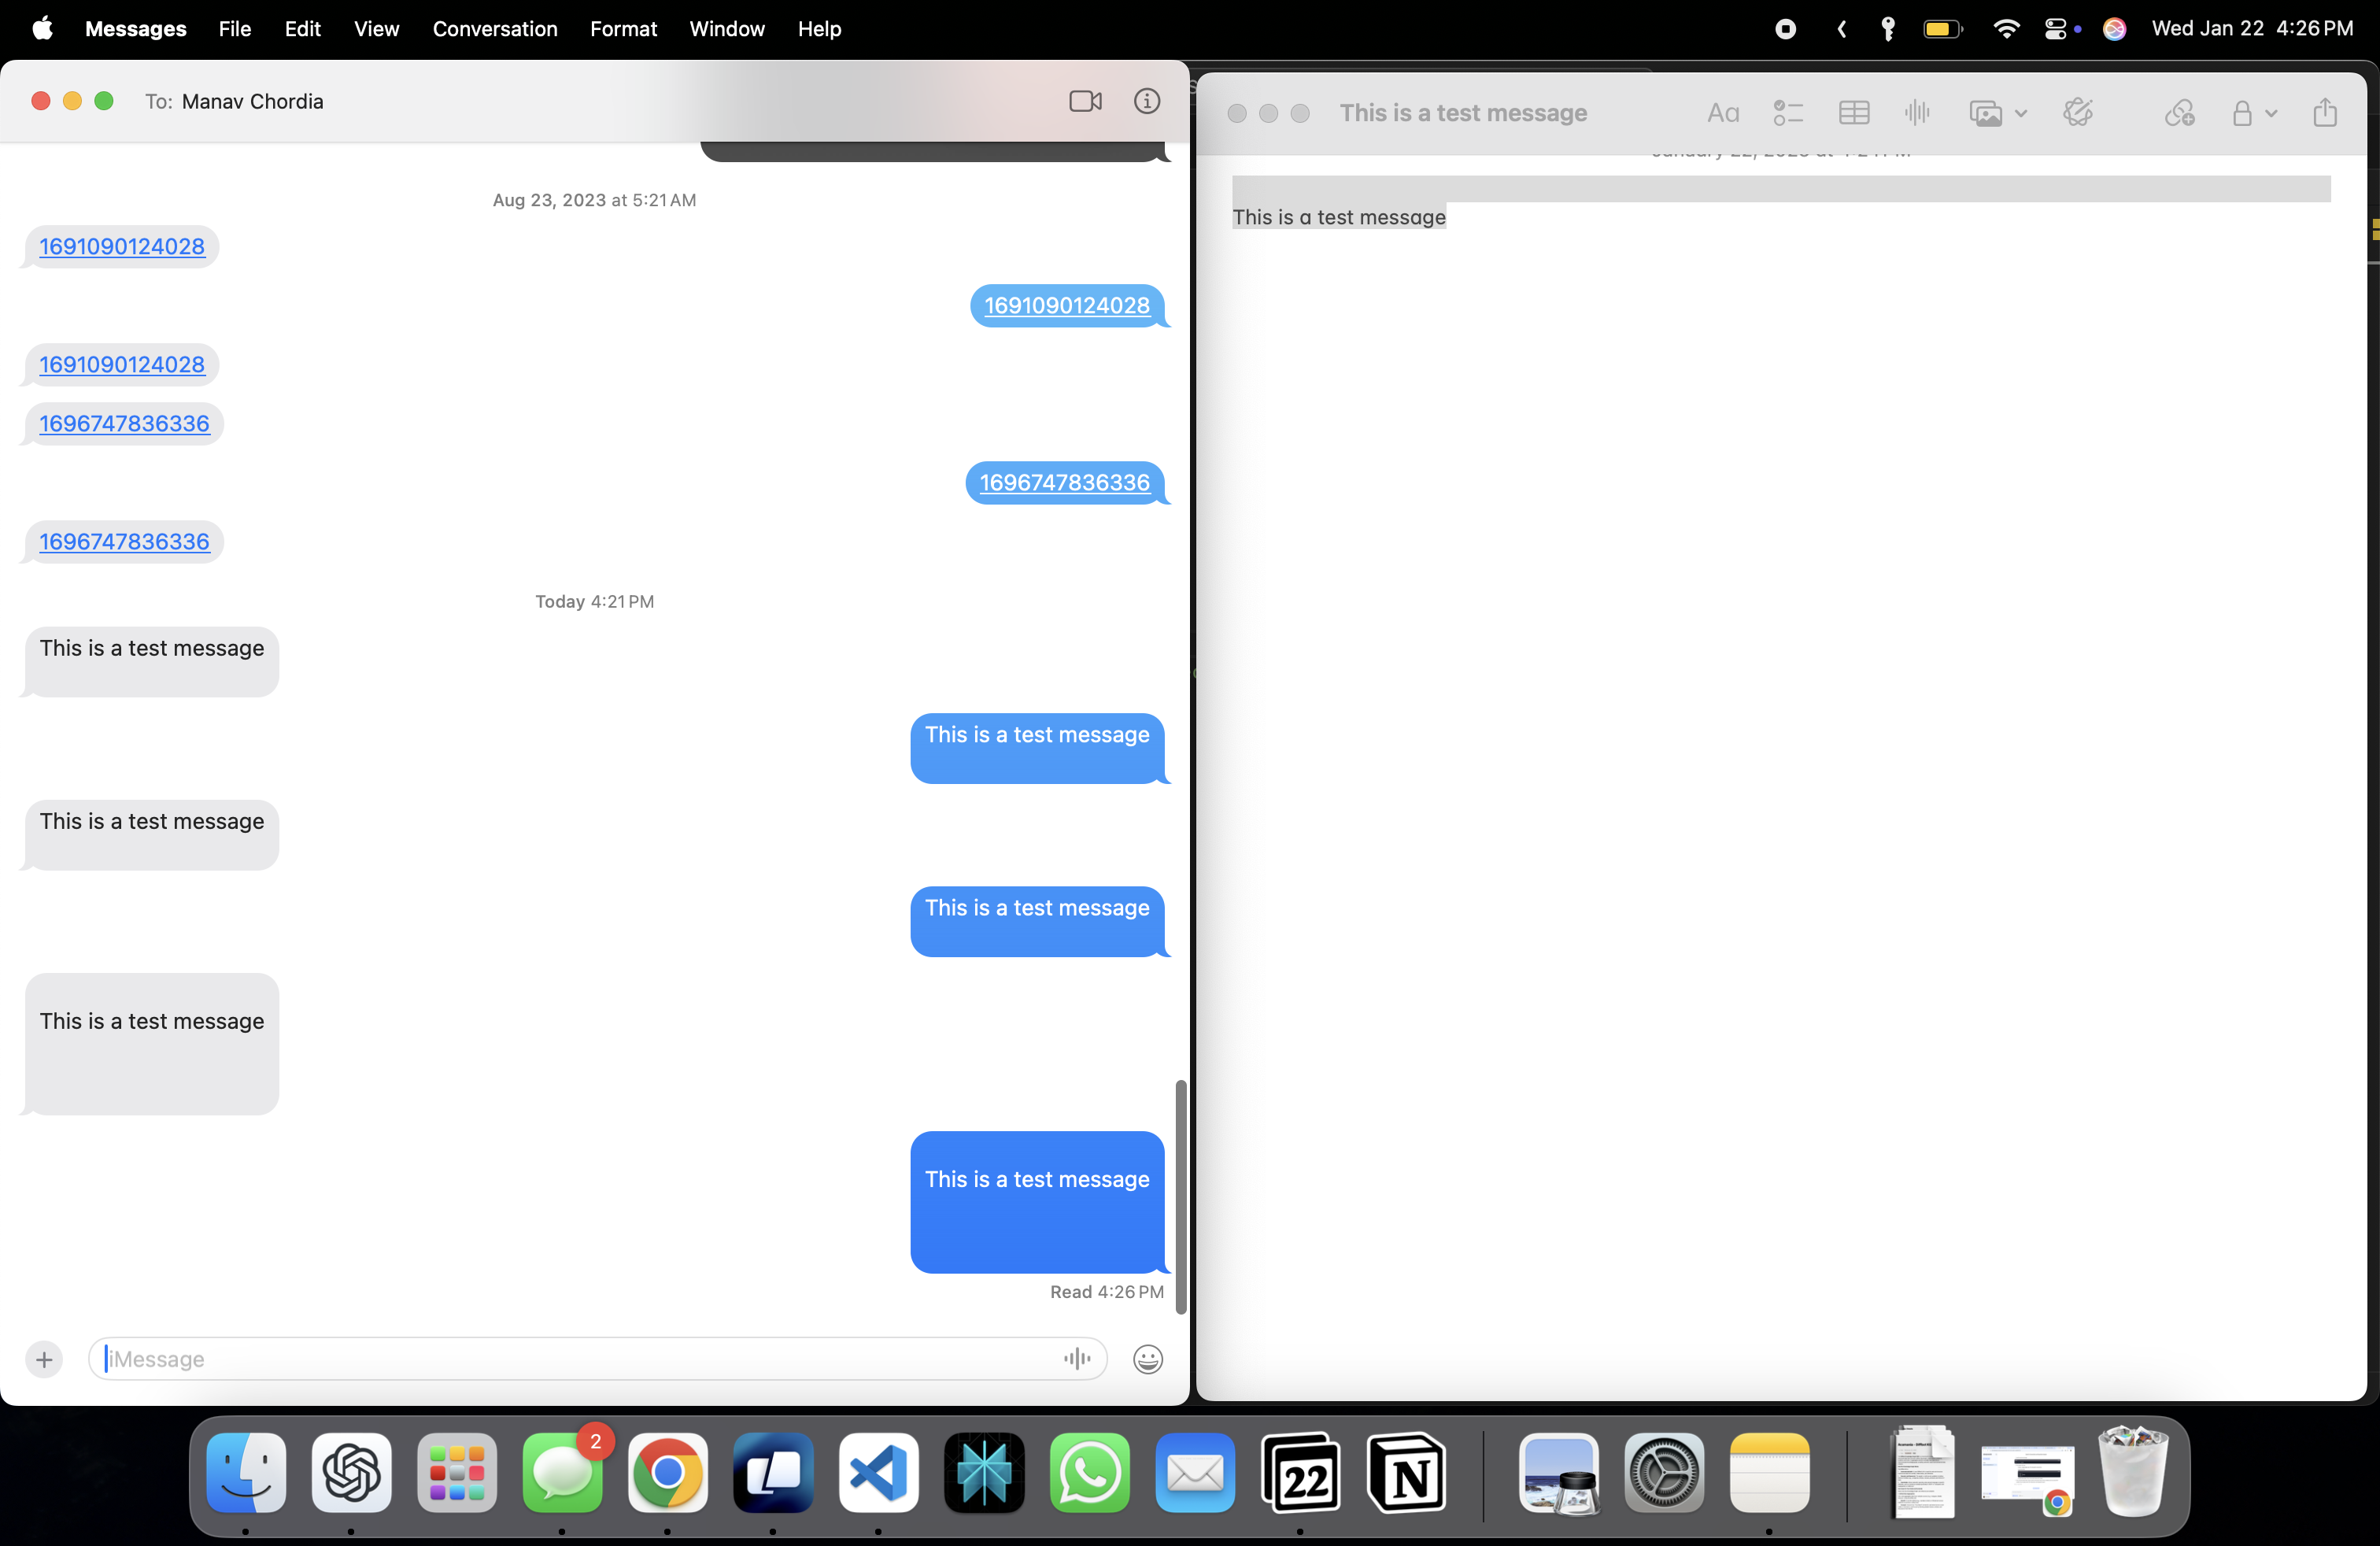 Messages File Edit View Conversation Format Window Help
Wed Jan 22 4:26 PM
To: Manav Chordia
Aug 23, 2023 at 5:21 AM
1691090124028
1691090124028
1691090124028
1696747836336
1696747836336
1696747836336
Today 4:21 PM
This is a test message
This is a test message
This is a test message
This is a test message
This is a test message
This is a test message
Read 4:26 PM
iMessage
This is a test message
Aa
This is a test message
2
22
N